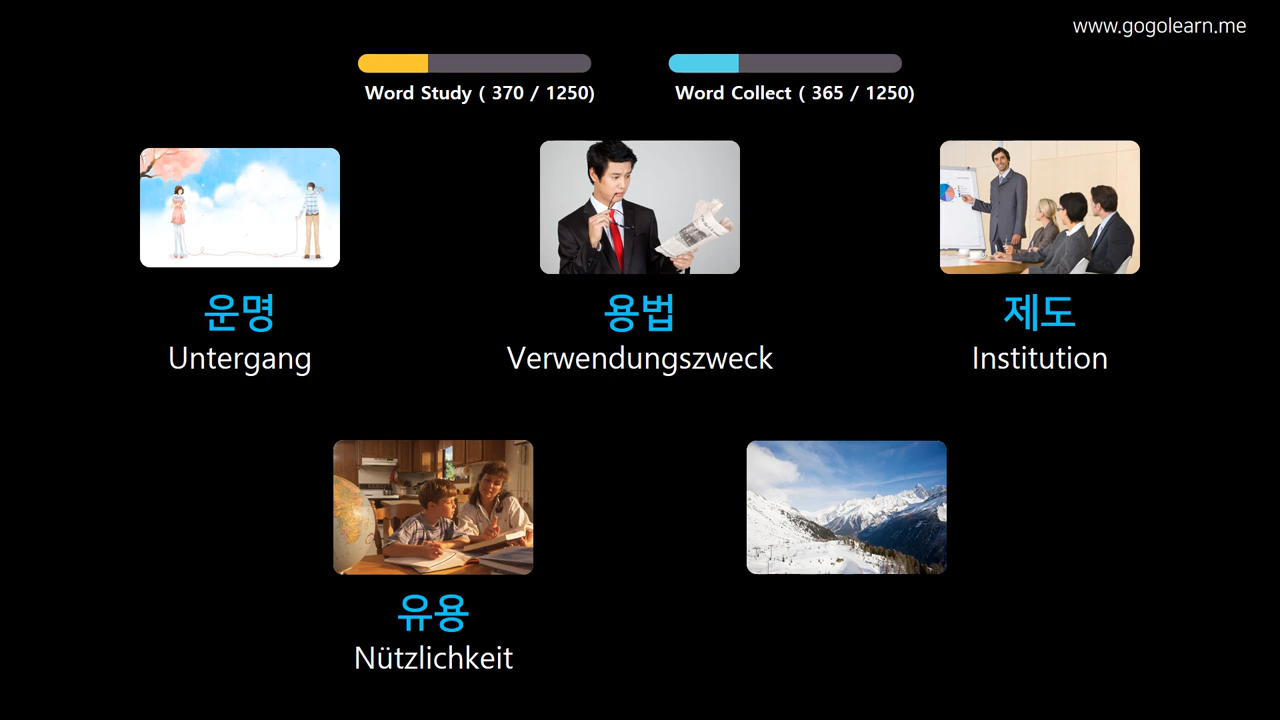 www.gogolearn.me
Word Study ( 370 / 1250)
Word Collect ( 365 / 1250)
운명
Untergang
용법
Verwendungszweck
제도
Institution
유용
Nützlichkeit